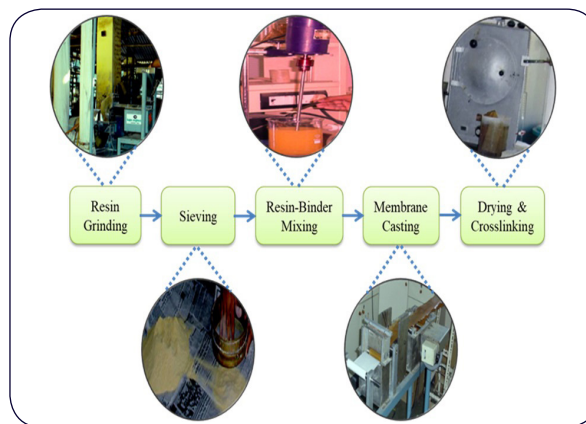 Resin
Grinding
Sieving
Resin-Binder
Mixing
Membrane
Casting
Drying &
Crosslinking